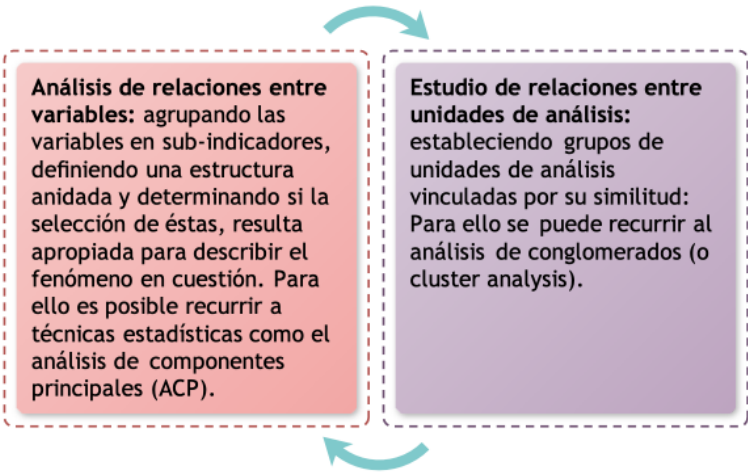 Análisis de relaciones entre
variables: agrupando las
variables en sub-indicadores,
definiendo una estructura
anidada y determinando si la
selección de éstas, resulta
apropiada para describir el
fenómeno en cuestión. Para
ello es posible recurrir a
técnicas estadísticas como el
análisis de componentes
principales (ACP).
Estudio de relaciones entre
unidades de análisis:
estableciendo grupos de
unidades de análisis
vinculadas por su similitud:
Para ello se puede recurrir al
análisis de conglomerados (o
cluster analysis).